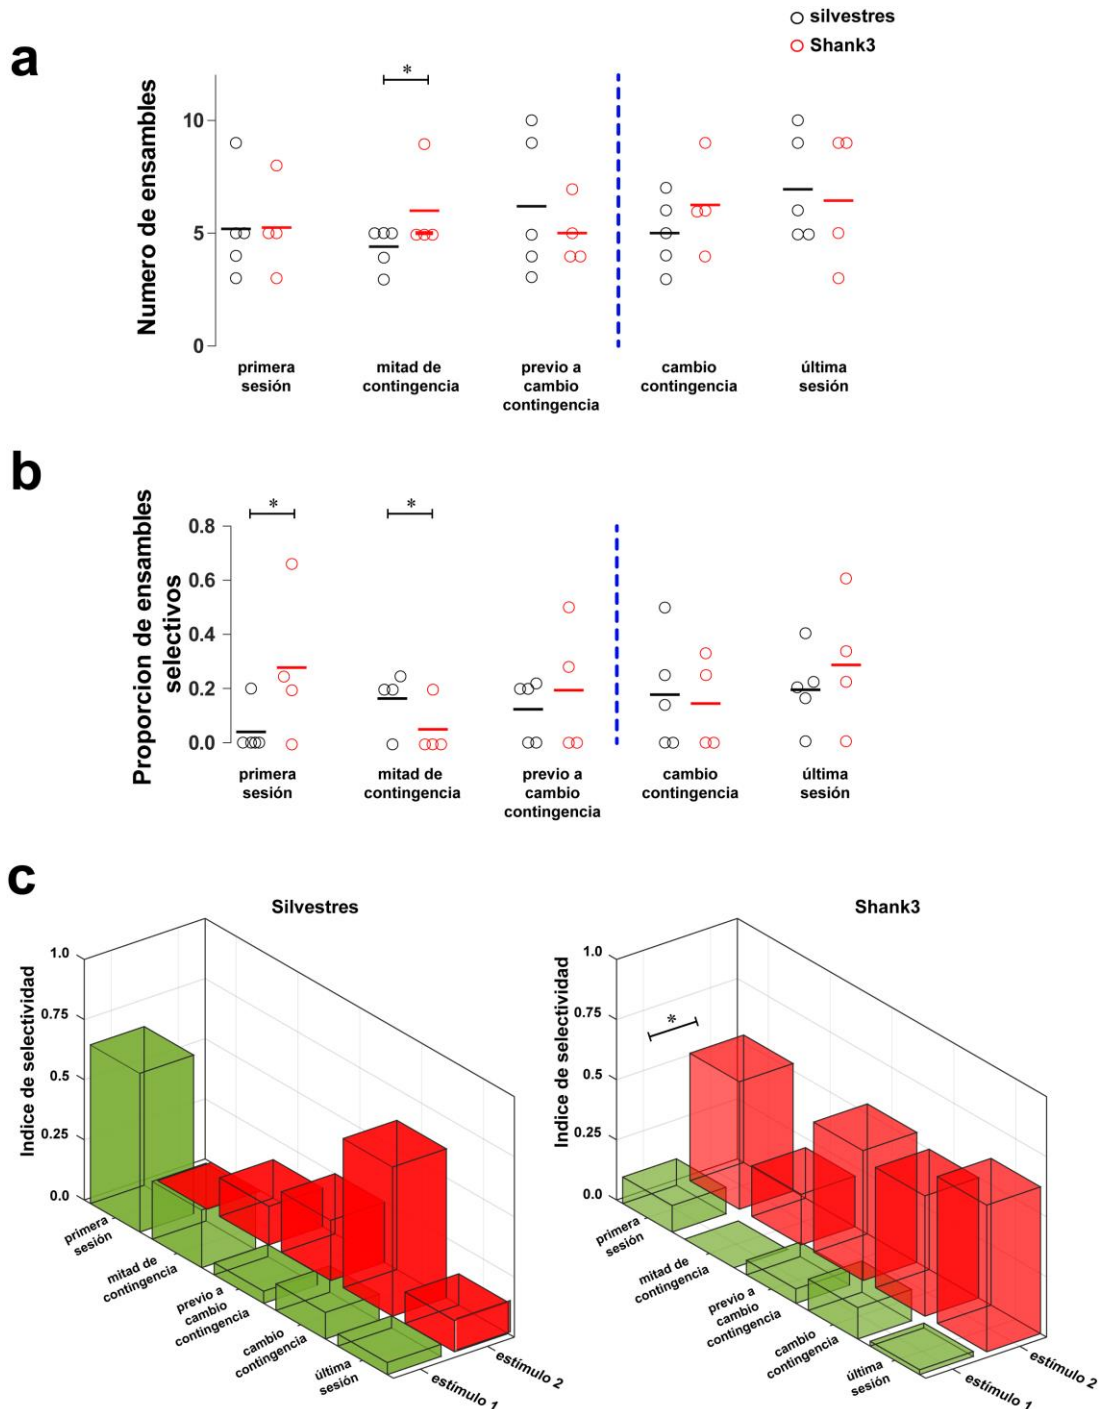 silvestres
Shank3
a
*
Numero de ensambles
10
5
0
primera
sesión
mitad de
contingencia
previo a
cambio
contingencia
cambio
contingencia
última
sesión
b
*
*
Proporcion de ensambles
selectivos
0.8
0.6
0.4
0.2
0.0
primera
sesión
mitad de
contingencia
previo a
cambio
contingencia
cambio
contingencia
última
sesión
c
Silvestres
Indice de selectividad
1.0
0.75
0.5
0.25
0.0
primera
sesión
mitad de
contingencia
previo a
cambio
contingencia
cambio
contingencia
última
sesión
estímulo 1
estímulo 2
Shank3
*
Indice de selectividad
1.0
0.75
0.5
0.25
0.0
primera
sesión
mitad de
contingencia
previo a
cambio
contingencia
cambio
contingencia
última
sesión
estímulo 1
estímulo 2